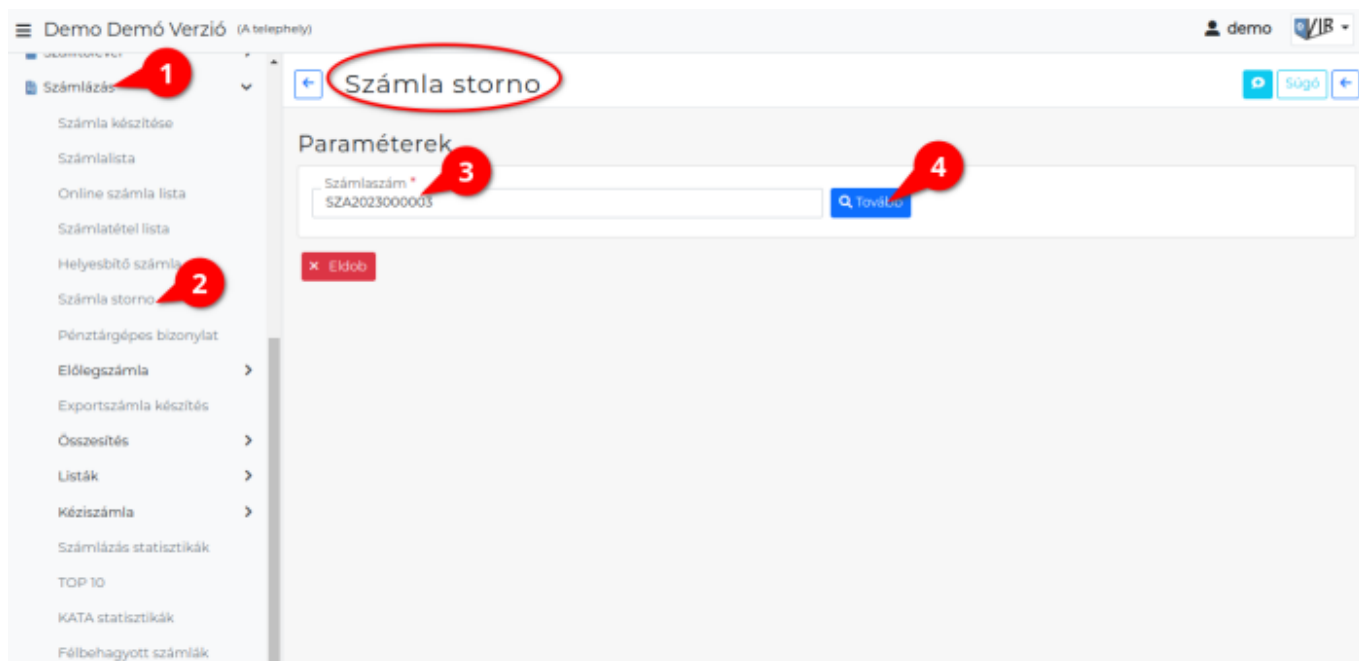 Demo Demó Verzió (A telephely)
demo
VIB
Számlázás
1
Számla készítése
Számlalista
Online számla lista
Számlatétel lista
Helyesbítő számla
2
Számla storno
Pénztárgépes bizonylat
Előlegszámla
Exportszámla készítés
Összesítés
Listák
Kéziszámla
Számlázás statisztikák
TOP 10
KATA statisztikák
Félbehagyott számlák
Számla storno
Súgó
Paraméterek
3
4
Számlaszám *
SZA2023000003
Tovább
× Eldob